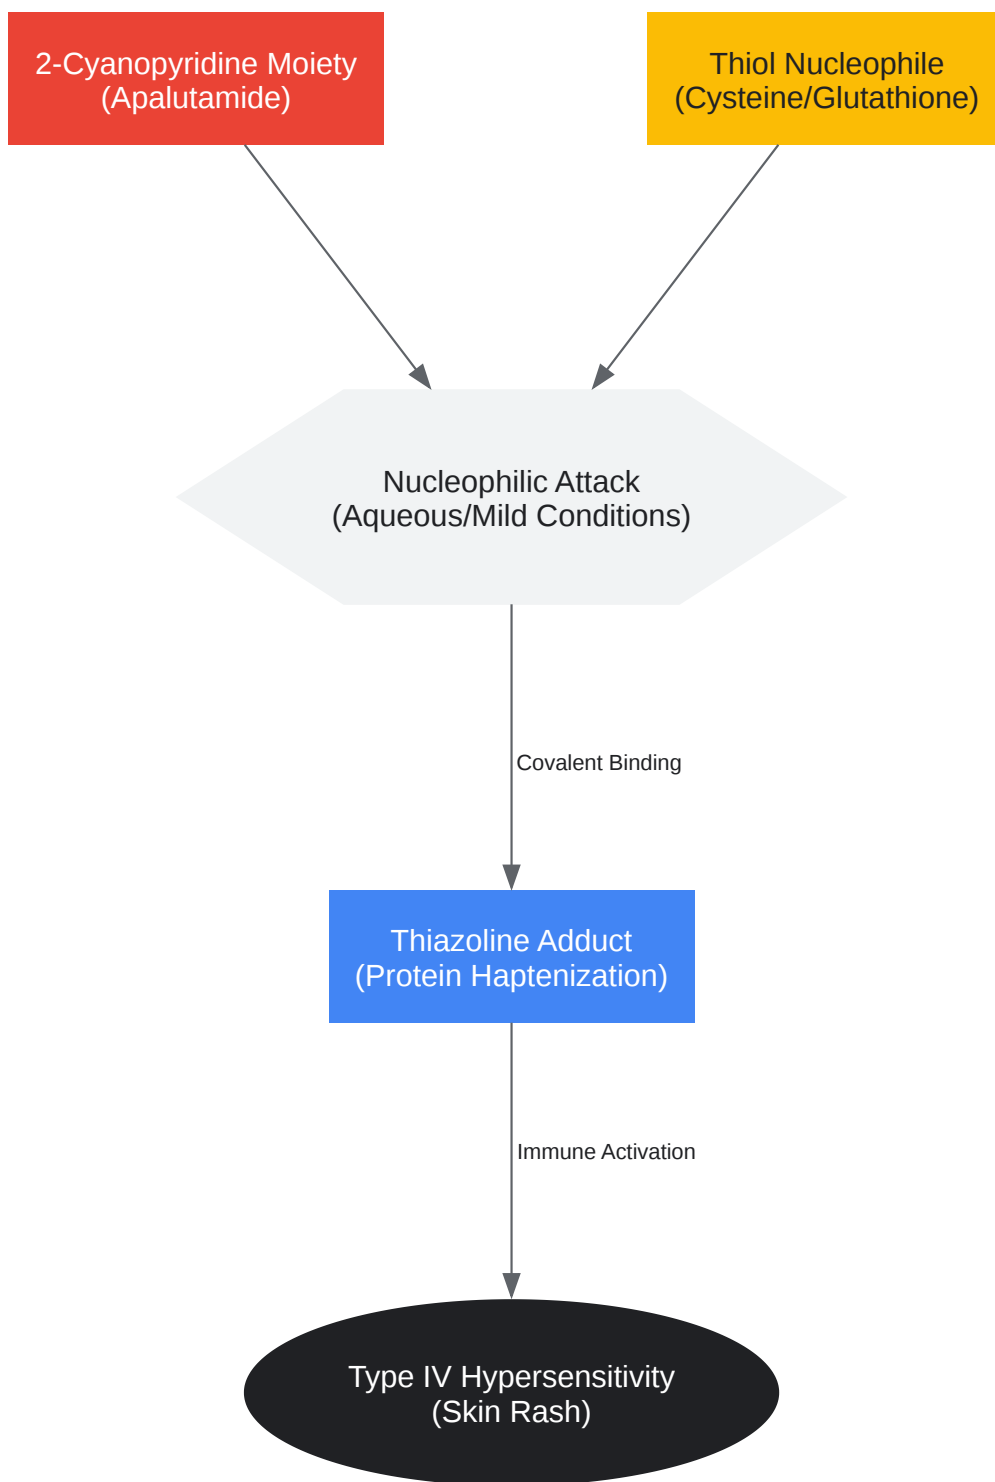 2-Cyanopyridine Moiety
(Apalutamide)
Thiol Nucleophile
(Cysteine/Glutathione)
Nucleophilic Attack
(Aqueous/Mild Conditions)
Covalent Binding
Thiazoline Adduct
(Protein Haptenization)
Immune Activation
Type IV Hypersensitivity
(Skin Rash)